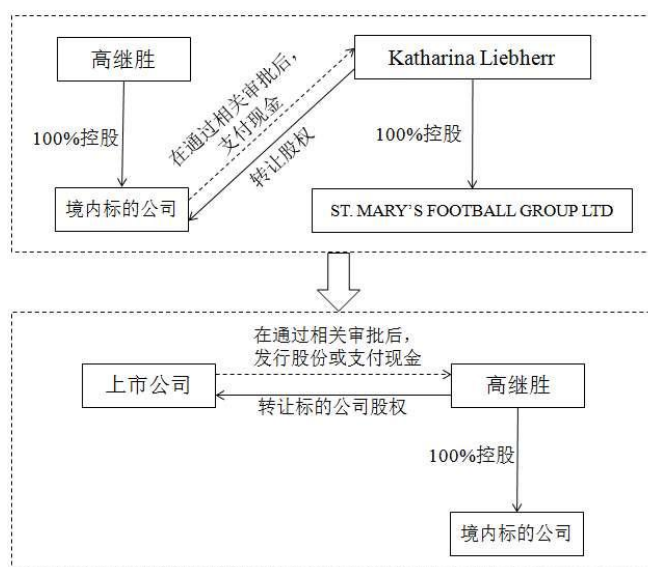 高继胜
Katharina Liebherr
在通过相关审批后，
支付现金
转让股权
100%控股
100%控股
境内标的公司
ST. MARY’S FOOTBALL GROUP LTD
在通过相关审批后，
发行股份或支付现金
上市公司
高继胜
转让标的公司股权
100%控股
境内标的公司